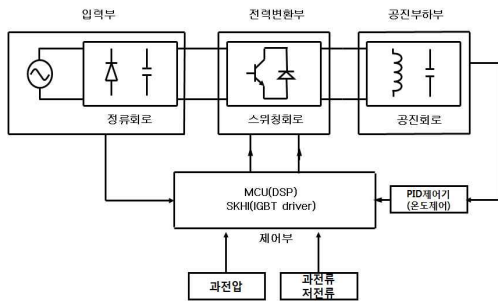 입력부
전력변환부
공진부하부
정류회로
스위칭회로
공진회로
MCU(DSP)
SKHI(IGBT driver)
PID제어기
(온도제어)
제어부
과전압
과전류
저전류